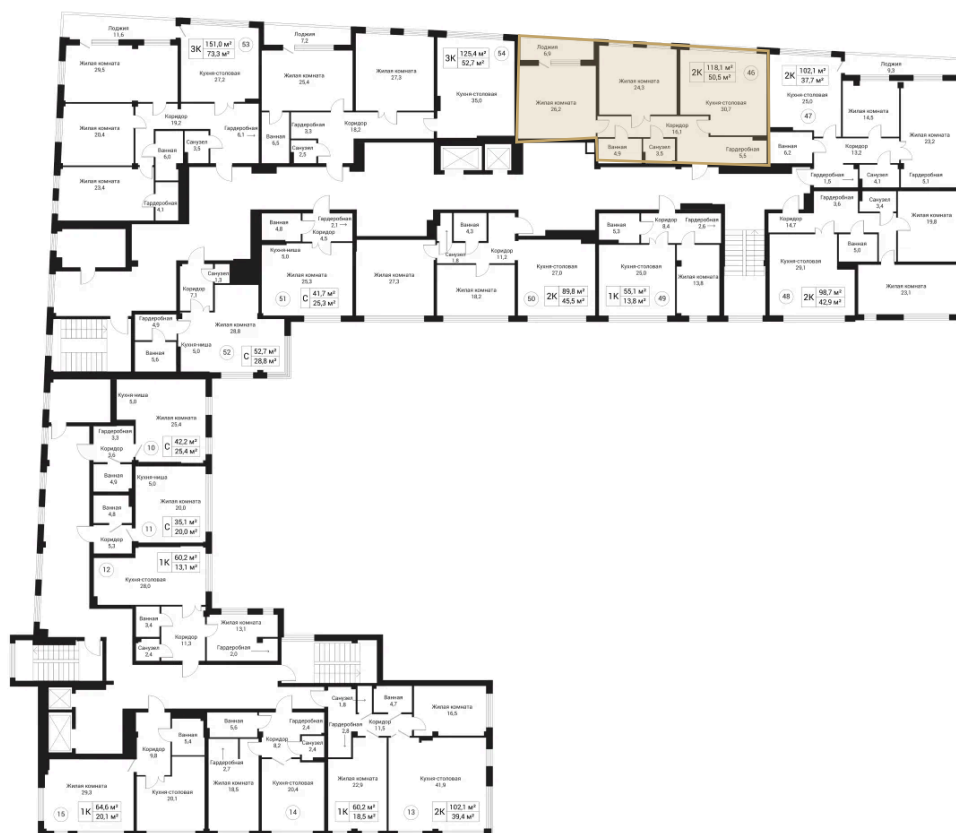 Лоджия
11,6
3К 151,0 м² 73,3 м²
53
Лоджия
7,2
3К 125,4 м² 52,7 м²
54
Лоджия
6,9
2К 118,1 м² 50,5 м²
46
2К 102,1 м² 37,7 м²
Лоджия
9,3
Жилая комната
29,5
Кухня-столовая
27,2
Жилая комната
25,4
Жилая комната
27,3
Кухня-столовая
35,0
Жилая комната
26,2
Жилая комната
24,3
Кухня-столовая
30,7
Кухня-столовая
25,0
47
Жилая комната
14,5
Жилая комната
23,2
Коридор
19,2
Гардеробная
6,1
Ванная
6,5
Гардеробная
3,3
Коридор
18,2
Санузел
2,5
Коридор
16,1
Ванная
4,9
Санузел
3,5
Гардеробная
5,5
Ванная
6,2
Коридор
13,2
Жилая комната
20,4
Санузел
3,5
Ванная
6,0
Жилая комната
23,4
Гардеробная
4,1
Гардеробная
1,5
Санузел
4,1
Гардеробная
5,1
Ванная
4,8
Гардеробная
2,1
Коридор
4,5
Кухня-ниша
5,0
Жилая комната
25,3
51
С 41,7 м² 25,3 м²
Жилая комната
27,3
Ванная
4,3
Санузел
1,8
Коридор
11,3
Жилая комната
18,2
Кухня-столовая
27,0
50
2К 89,8 м² 45,5 м²
Ванная
5,3
Коридор
8,4
Гардеробная
2,6
Кухня-столовая
25,0
Жилая комната
13,8
1К 55,1 м² 13,8 м²
49
Коридор
14,7
Гардеробная
3,6
Санузел
3,4
Ванная
5,0
Жилая комната
19,8
Кухня-столовая
29,1
48
2К 98,7 м² 42,9 м²
Жилая комната
23,1
Санузел
1,3
Коридор
7,1
Гардеробная
4,9
Ванная
5,6
Жилая комната
28,8
Кухня-ниша
5,0
52
С 52,7 м² 28,8 м²
Кухня-ниша
5,0
Жилая комната
25,4
Гардеробная
3,3
Коридор
3,6
10
С 42,2 м² 25,4 м²
Ванная
4,9
Кухня-ниша
5,0
Жилая комната
20,0
Ванная
4,8
11
С 35,1 м² 20,0 м²
Коридор
5,3
12
1К 60,2 м² 13,1 м²
Кухня-столовая
28,0
Ванная
3,4
Санузел
2,4
Коридор
11,3
Жилая комната
13,1
Гардеробная
2,0
Санузел
1,8
Ванная
4,7
Жилая комната
16,5
Гардеробная
2,8
Коридор
11,5
Ванная
5,4
Коридор
9,8
Ванная
5,6
Гардеробная
2,4
Коридор
8,2
Санузел
2,4
Гардеробная
2,7
Жилая комната
18,5
Кухня-столовая
20,4
14
Жилая комната
29,3
Кухня-столовая
20,1
15
1К 64,6 м² 20,1 м²
Жилая комната
22,9
Кухня-столовая
41,9
1К 60,2 м² 18,5 м²
13
2К 102,1 м² 39,4 м²